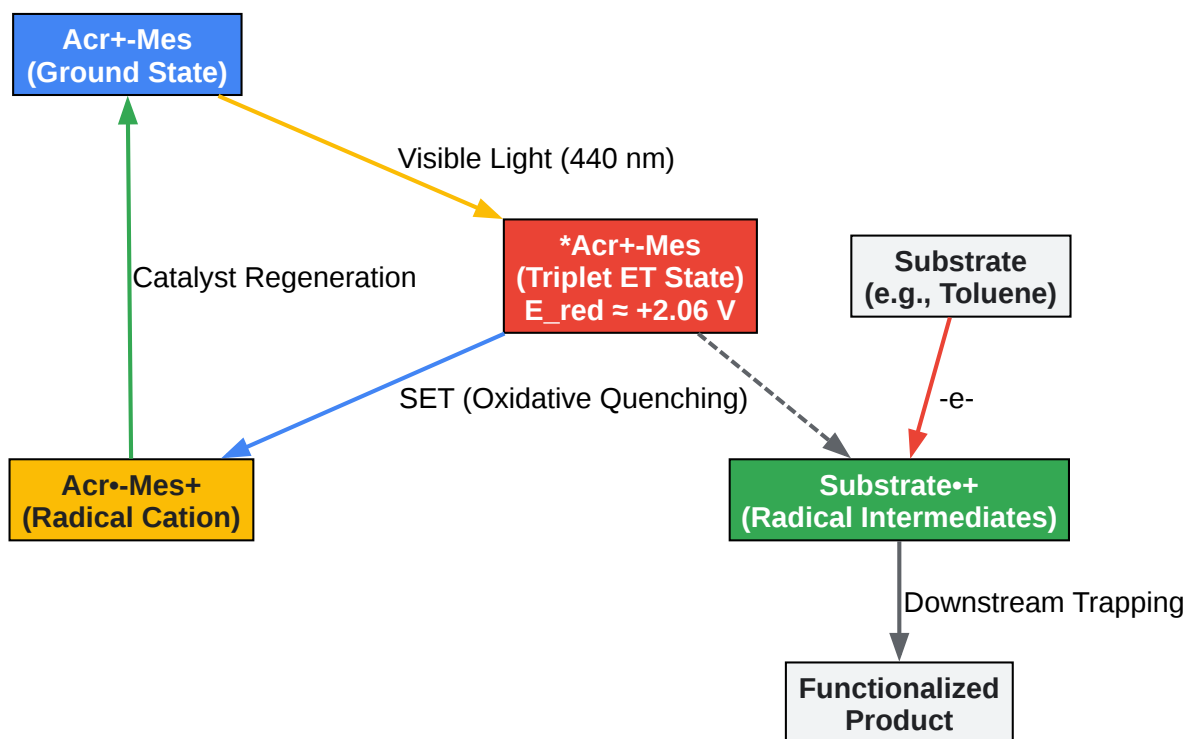 Acr+-Mes
(Ground State)
Visible Light (440 nm)
*Acr+-Mes
(Triplet ET State)
E_red ≈ +2.06 V
Substrate
(e.g., Toluene)
Catalyst Regeneration
SET (Oxidative Quenching)
-e-
Acr•-Mes+
(Radical Cation)
Substrate•+
(Radical Intermediates)
Downstream Trapping
Functionalized
Product